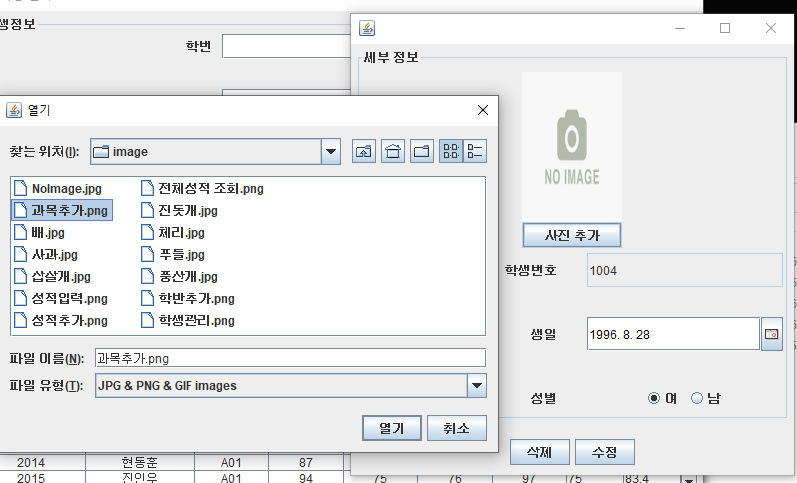 생정보
학번
세부 정보
NO IMAGE
사진 추가
학생번호 1004
생일 1996. 8. 28
성별 여 남
삭제 수정
열기
찾는 위치(I): image
NoImage.jpg 전체성적 조회.png
과목추가.png 진돗개.jpg
배.jpg 체리.jpg
사과.jpg 푸들.jpg
삽살개.jpg 풍산개.jpg
성적입력.png 학반추가.png
성적추가.png 학생관리.png
파일 이름(N): 과목추가.png
파일 유형(T): JPG & PNG & GIF images
열기 취소
2014 현동훈 A01 87
2015 진인우 A01 94 75 76 97 75 83.4